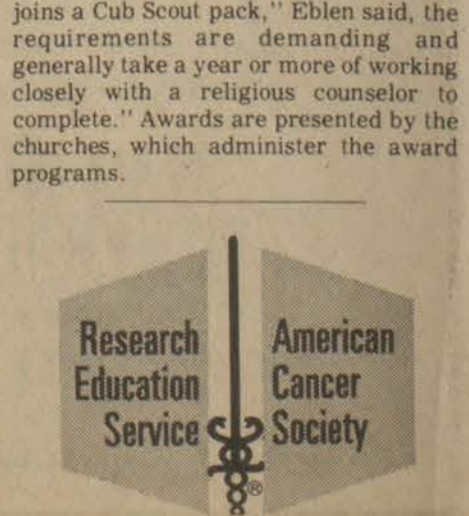 joins a Cub Scout pack," Eblen said, the
requirements are demanding and
generally take a year or more of working
closely with a religious counselor to
complete." Awards are presented by the
churches, which administer the award
programs.
Research
Education
Service
American
Cancer
Society
®